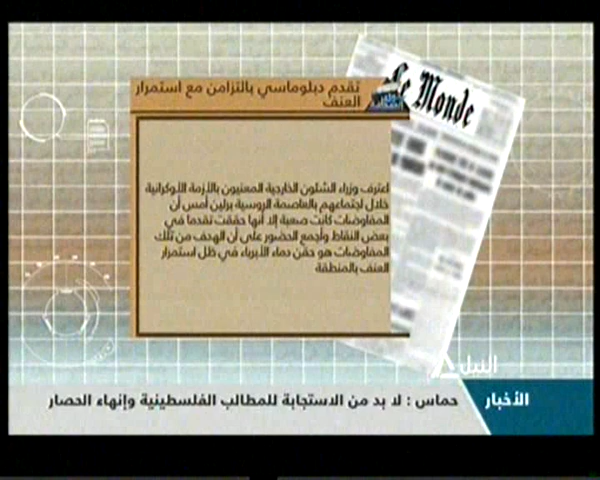 Le Monde
تقدم دبلوماسي بالتزامن مع استمرار
العنف
اعترف وزراء الشئون الخارجية المعنيون بالأزمة الأوكرانية
خلال اجتماعهم بالعاصمة الروسية برلين أمس أن
المفاوضات كانت صعبة إلا أنها حققت تقدما في
بعض النقاط وأجمع الحضور على أن الهدف من تلك
المفاوضات هو حقن دماء الأبرياء في ظل استمرار
العنف بالمنطقة
النيل
الأخبار
حماس : لا بد من الاستجابة للمطالب الفلسطينية وإنهاء الحصار